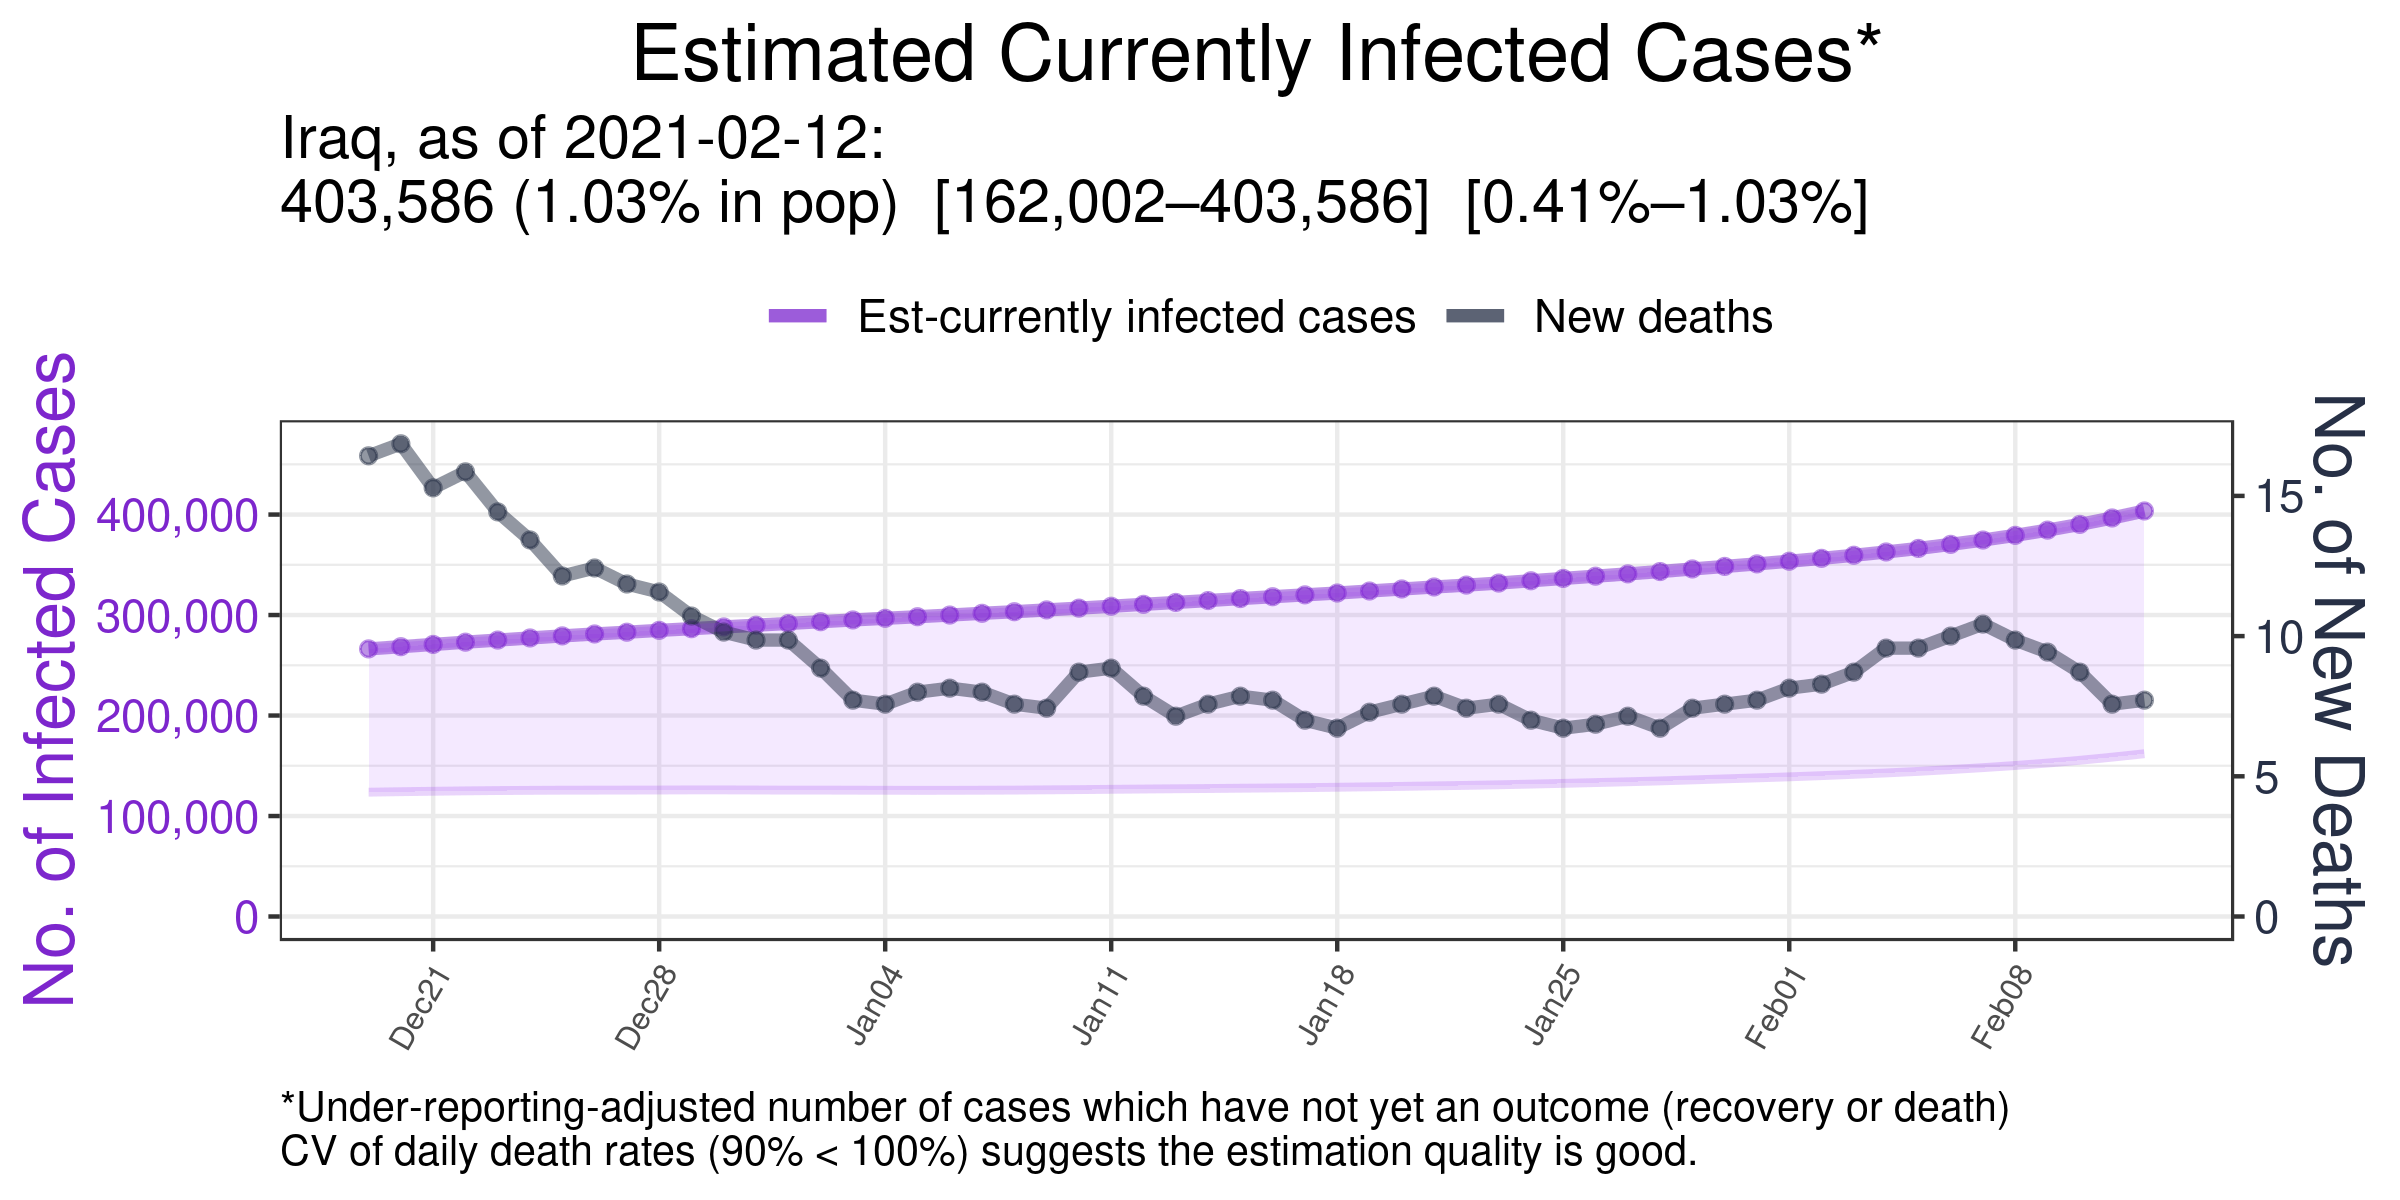 Estimated Currently Infected Cases*
Iraq, as of 2021-02-12:
403,586 (1.03% in pop)  [162,002–403,586]  [0.41%–1.03%]
Est-currently infected cases
New deaths
No. of Infected Cases
400,000
300,000
200,000
100,000
0
15
10
5
0
No. of New Deaths
Dec21
Dec28
Jan04
Jan11
Jan18
Jan25
Feb01
Feb08
*Under-reporting-adjusted number of cases which have not yet an outcome (recovery or death)
CV of daily death rates (90% < 100%) suggests the estimation quality is good.